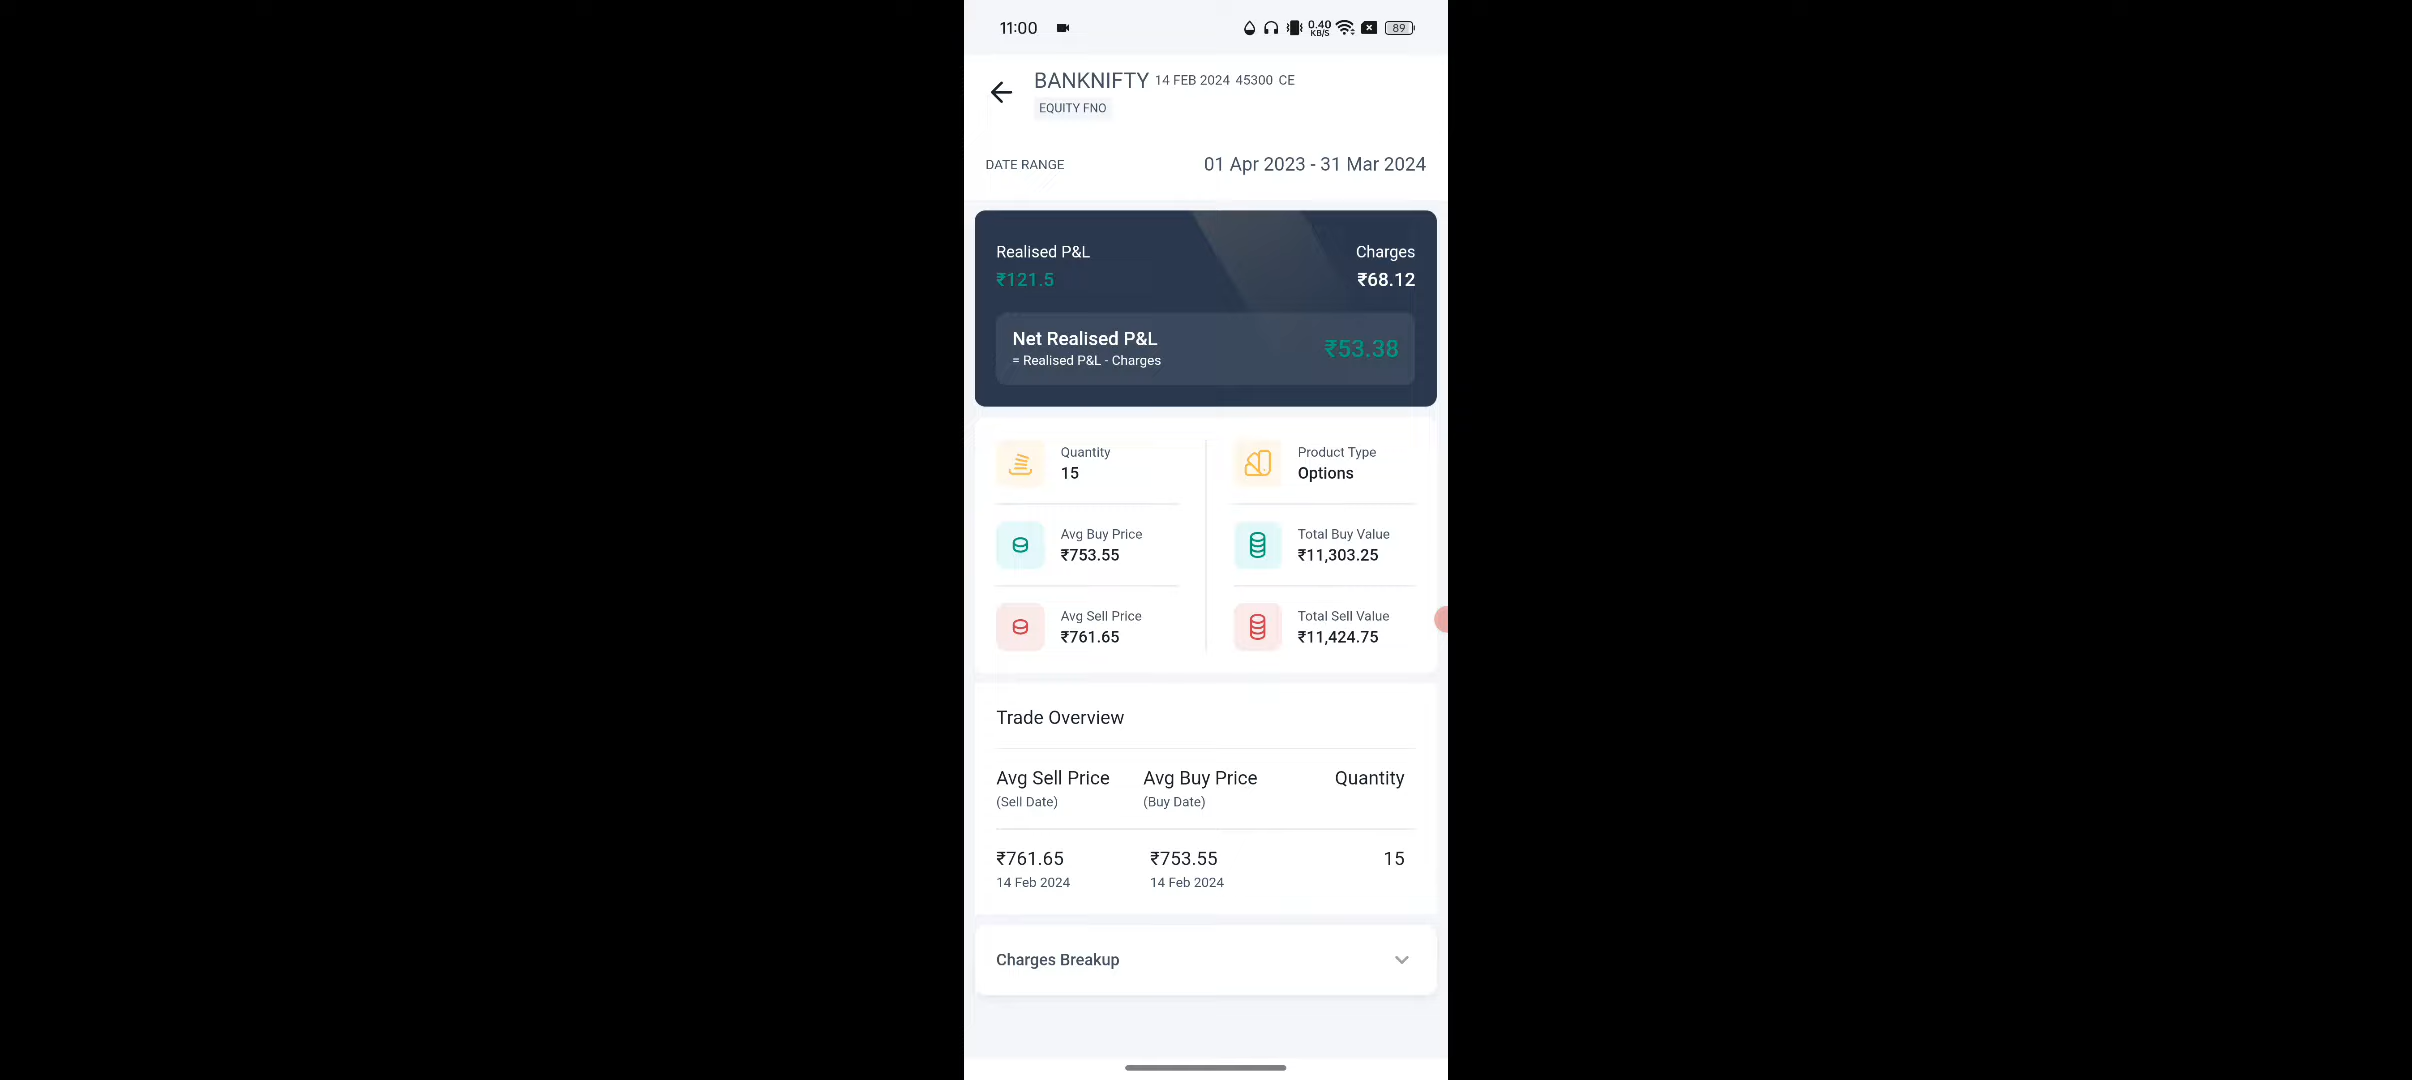 11:00 0.40 KB/S 89
BANKNIFTY 14 FEB 2024 45300 CE
EQUITY FNO
DATE RANGE 01 Apr 2023 - 31 Mar 2024
Realised P&L Charges
₹121.5 ₹68.12
Net Realised P&L
= Realised P&L - Charges
₹53.38
Quantity Product Type
15 Options
Avg Buy Price Total Buy Value
₹753.55 ₹11,303.25
Avg Sell Price Total Sell Value
₹761.65 ₹11,424.75
Trade Overview
Avg Sell Price Avg Buy Price Quantity
(Sell Date) (Buy Date)
₹761.65 ₹753.55 15
14 Feb 2024 14 Feb 2024
Charges Breakup